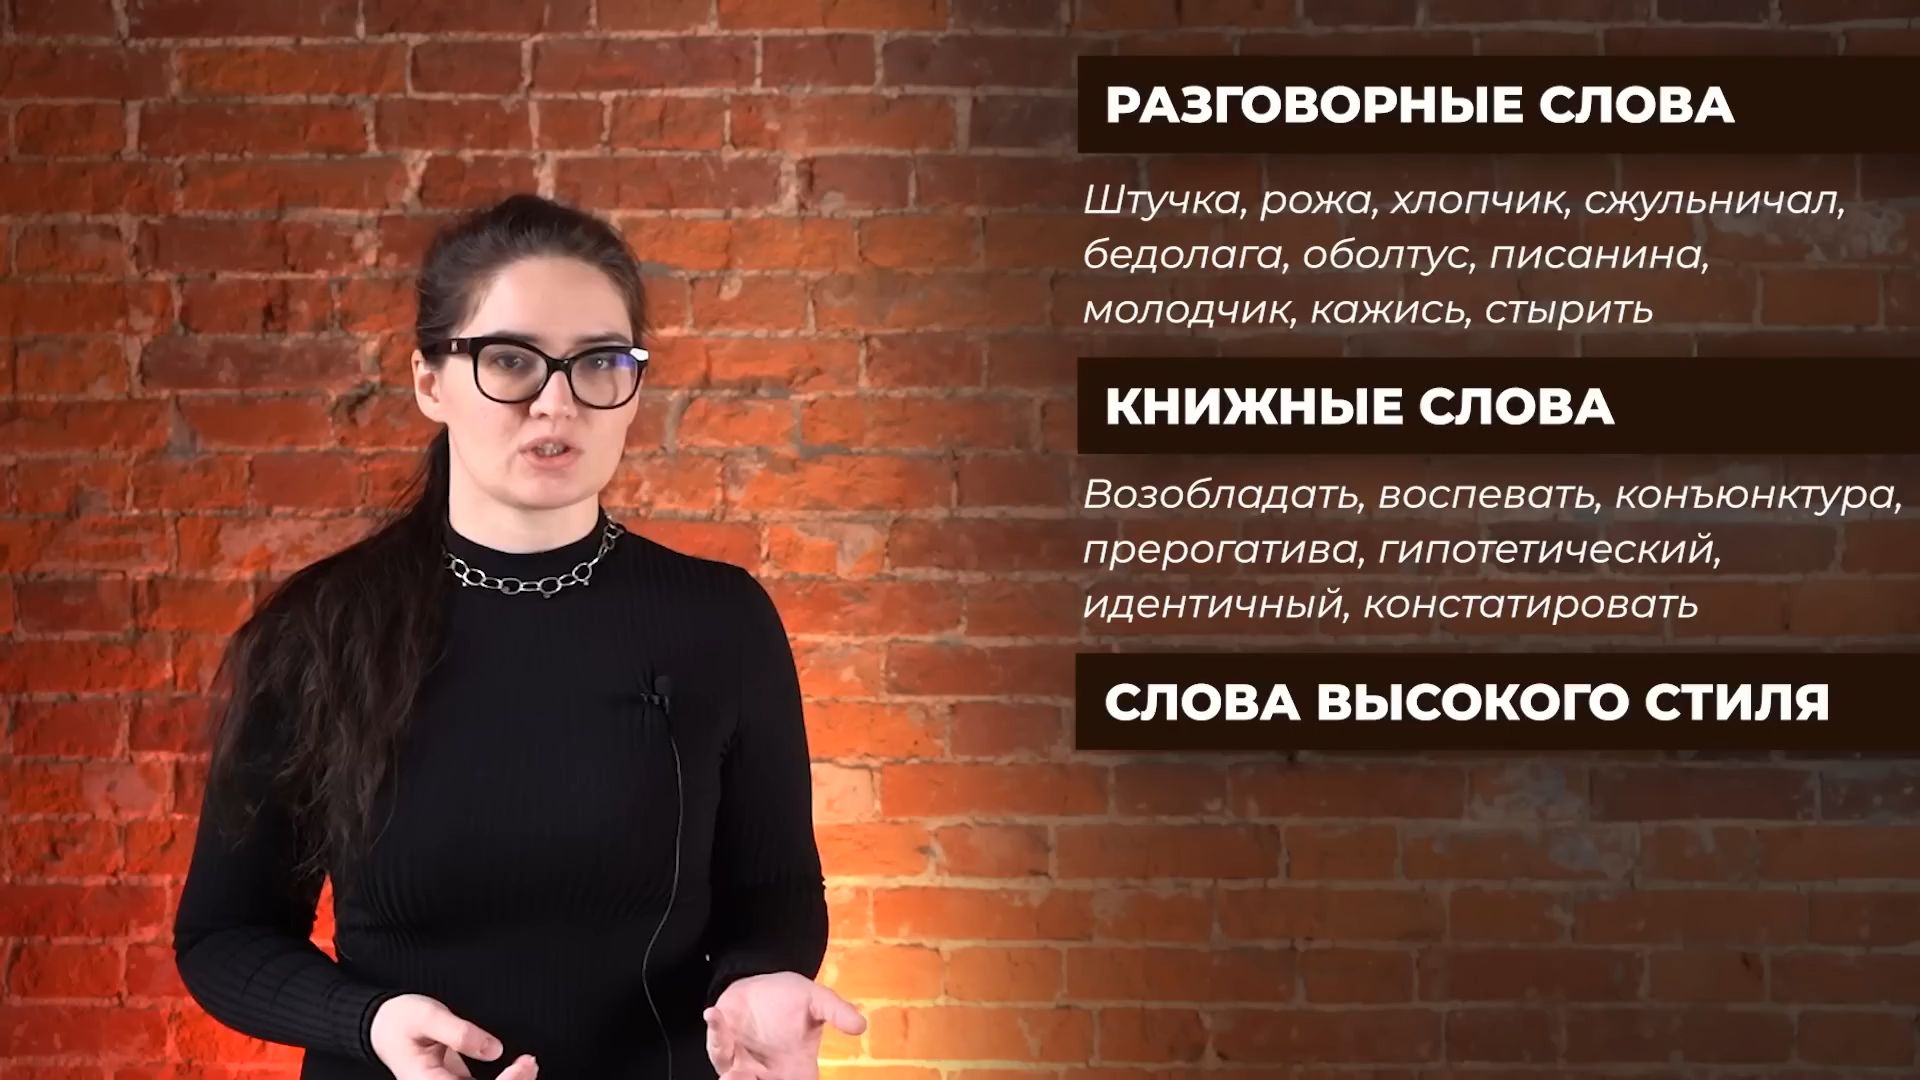 РАЗГОВОРНЫЕ СЛОВА
Штучка, рожа, хлопчик, сжульничал,
бедолага, оболтус, писанина,
молодчик, кажись, стырить
КНИЖНЫЕ СЛОВА
Возобладать, воспевать, конъюнктура,
прерогатива, гипотетический,
идентичный, констатировать
СЛОВА ВЫСОКОГО СТИЛЯ